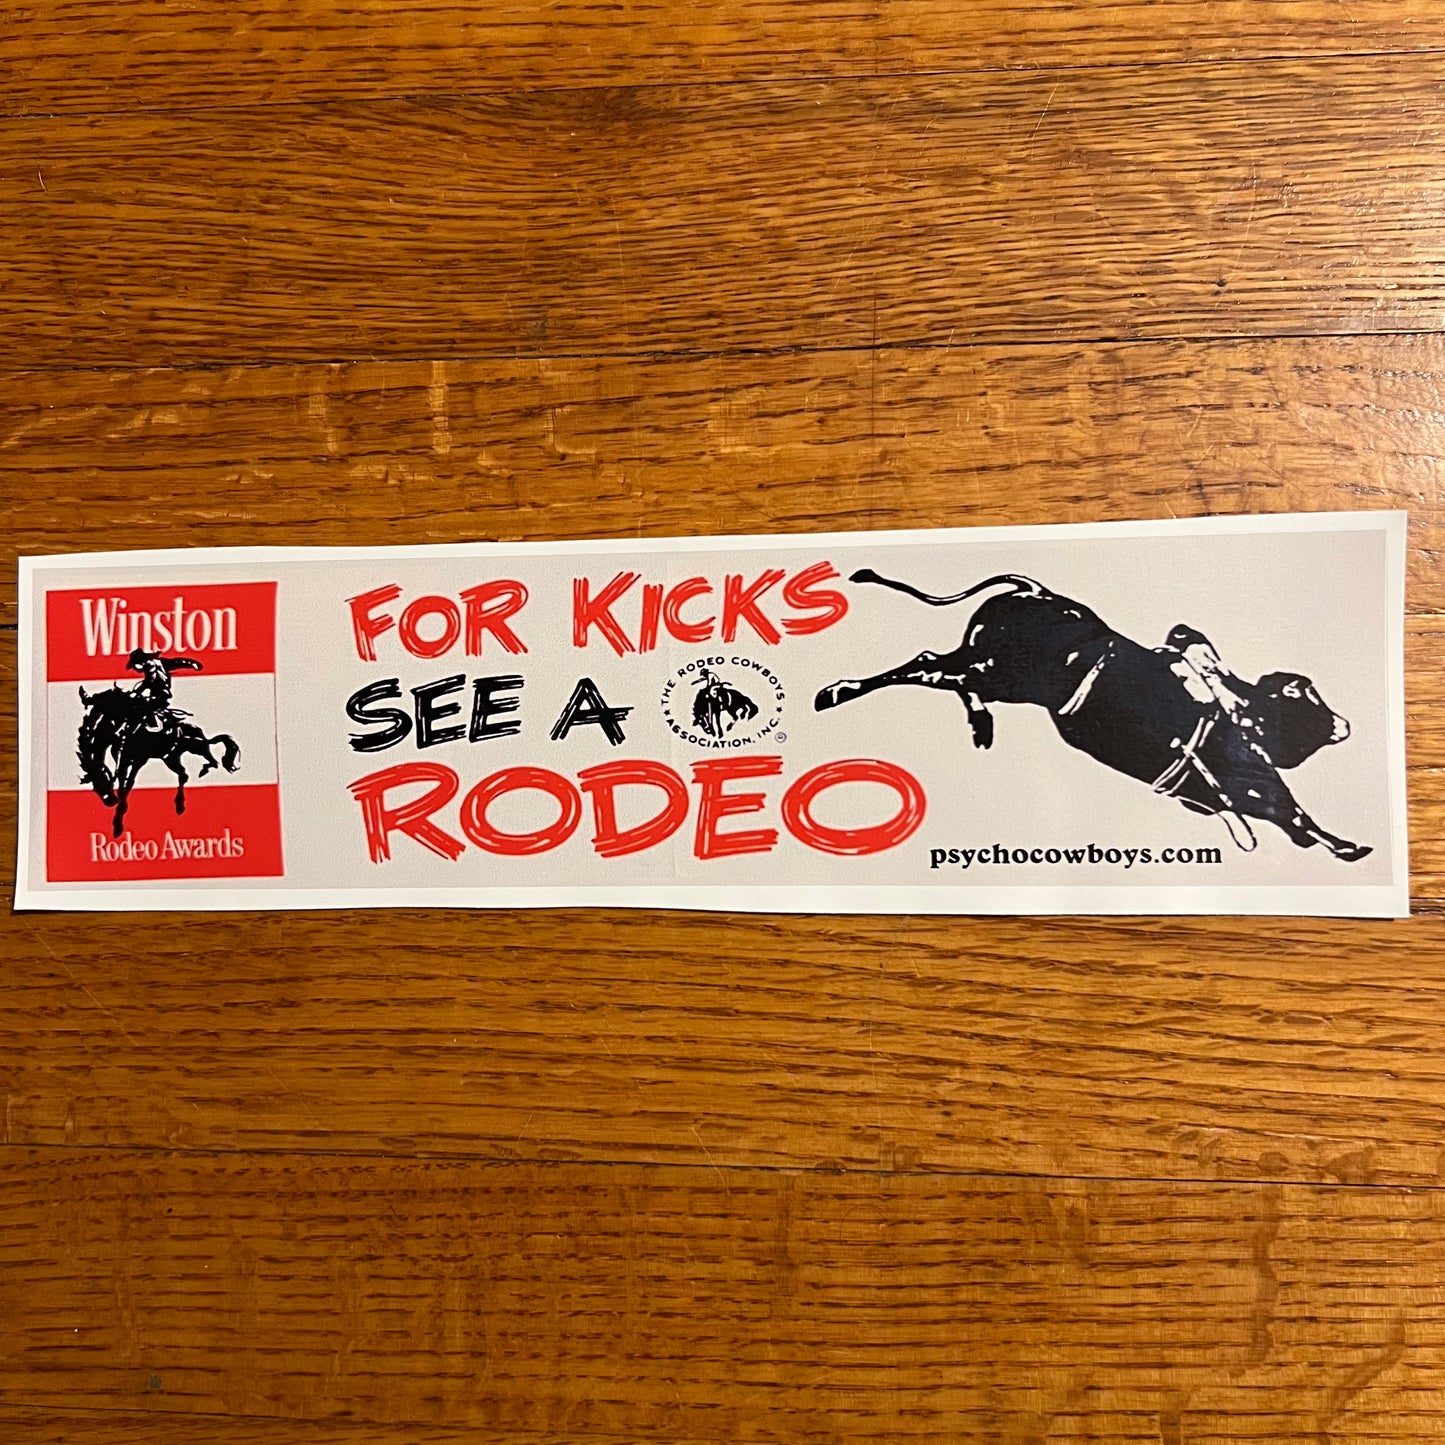 Winston
Rodeo Awards
FOR KICKS
SEE A
★ THE RODEO COWBOYS ★
ASSOCIATION, INC.
®
RODEO
psychocowboys.com